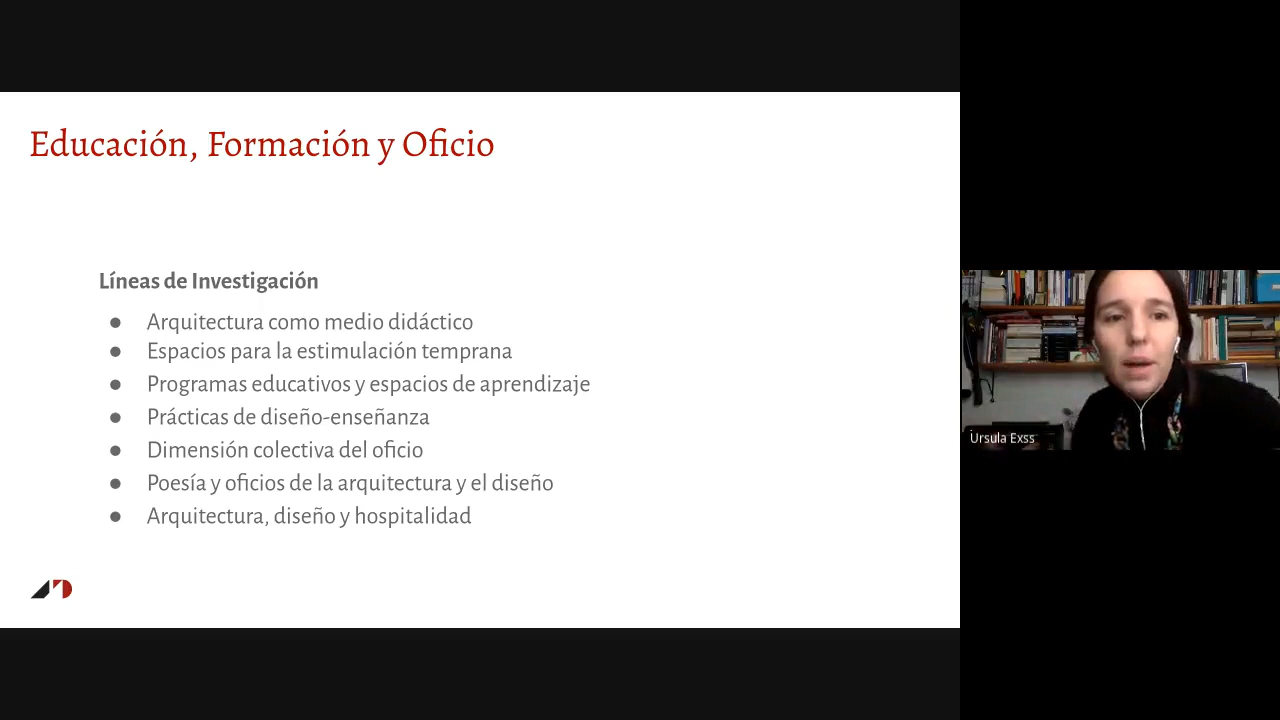 Educación, Formación y Oficio
Líneas de Investigación
● Arquitectura como medio didáctico
● Espacios para la estimulación temprana
● Programas educativos y espacios de aprendizaje
● Prácticas de diseño-enseñanza
● Dimensión colectiva del oficio
● Poesía y oficios de la arquitectura y el diseño
● Arquitectura, diseño y hospitalidad
Úrsula Exss